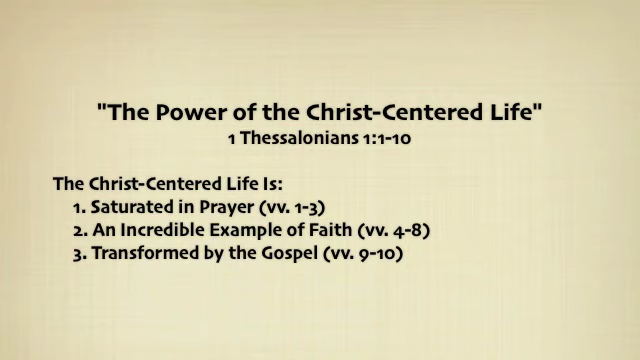 "The Power of the Christ-Centered Life"
1 Thessalonians 1:1-10
The Christ-Centered Life Is:
1. Saturated in Prayer (vv. 1-3)
2. An Incredible Example of Faith (vv. 4-8)
3. Transformed by the Gospel (vv. 9-10)